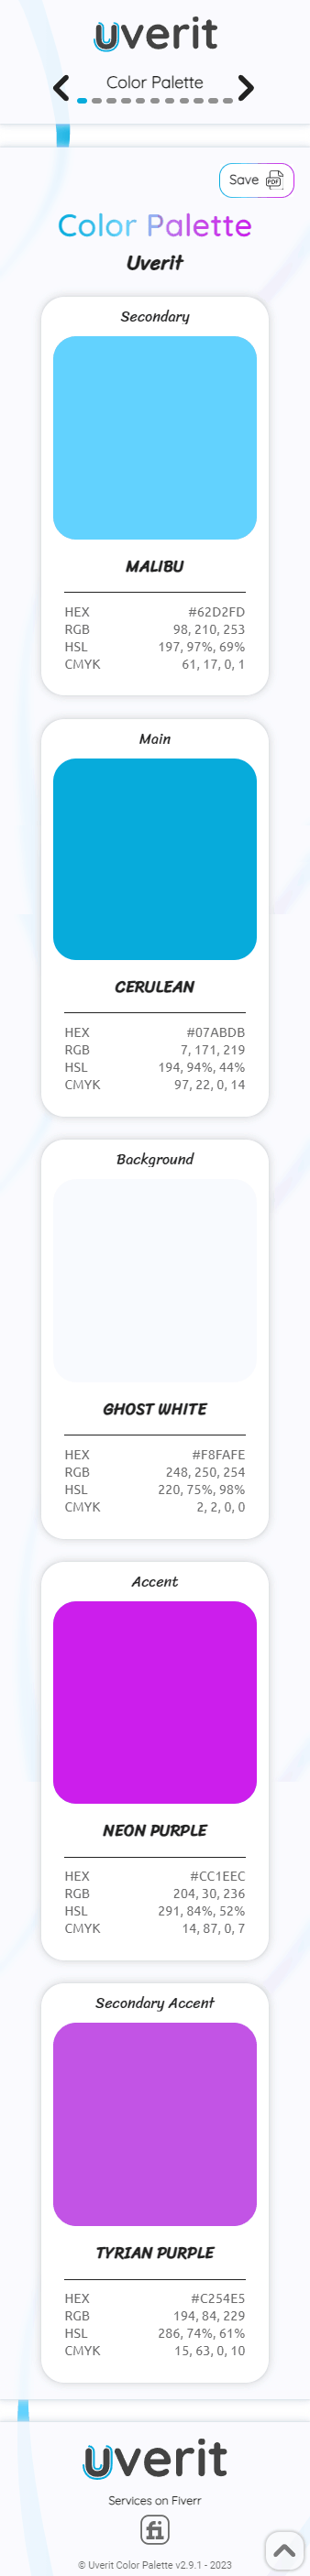 uverit
Color Palette
Save PDF
Color Palette
Uverit
Secondary
MALIBU
HEX #62D2FD
RGB 98, 210, 253
HSL 197, 97%, 69%
CMYK 61, 17, 0, 1
Main
CERULEAN
HEX #07ABDB
RGB 7, 171, 219
HSL 194, 94%, 44%
CMYK 97, 22, 0, 14
Background
GHOST WHITE
HEX #F8FAFE
RGB 248, 250, 254
HSL 220, 75%, 98%
CMYK 2, 2, 0, 0
Accent
NEON PURPLE
HEX #CC1EEC
RGB 204, 30, 236
HSL 291, 84%, 52%
CMYK 14, 87, 0, 7
Secondary Accent
TYRIAN PURPLE
HEX #C254E5
RGB 194, 84, 229
HSL 286, 74%, 61%
CMYK 15, 63, 0, 10
uverit
Services on Fiverr
fi
© Uverit Color Palette v2.9.1 - 2023